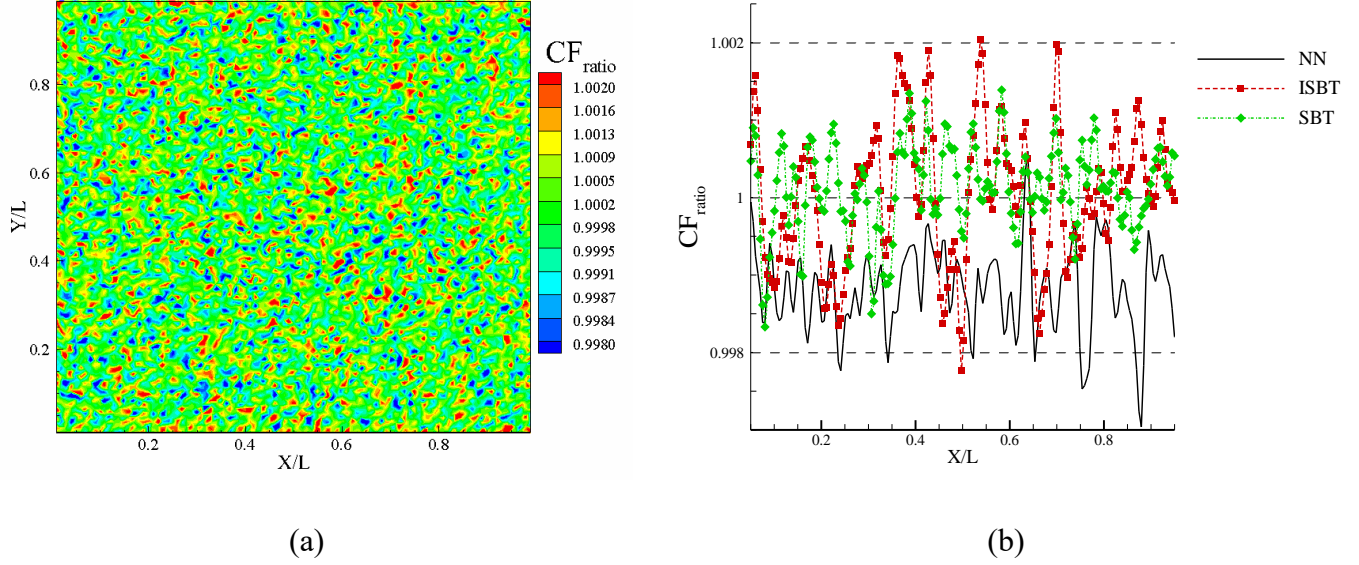 CF ratio
1.0020
1.0016
1.0013
1.0009
1.0005
1.0002
0.9998
0.9995
0.9991
0.9987
0.9984
0.9980
0.8
0.6
0.4
0.2
Y/L
0.2 0.4 0.6 0.8
X/L
(a)
1.002
1
0.998
CF ratio
0.2 0.4 0.6 0.8
X/L
NN
ISBT
SBT
(b)